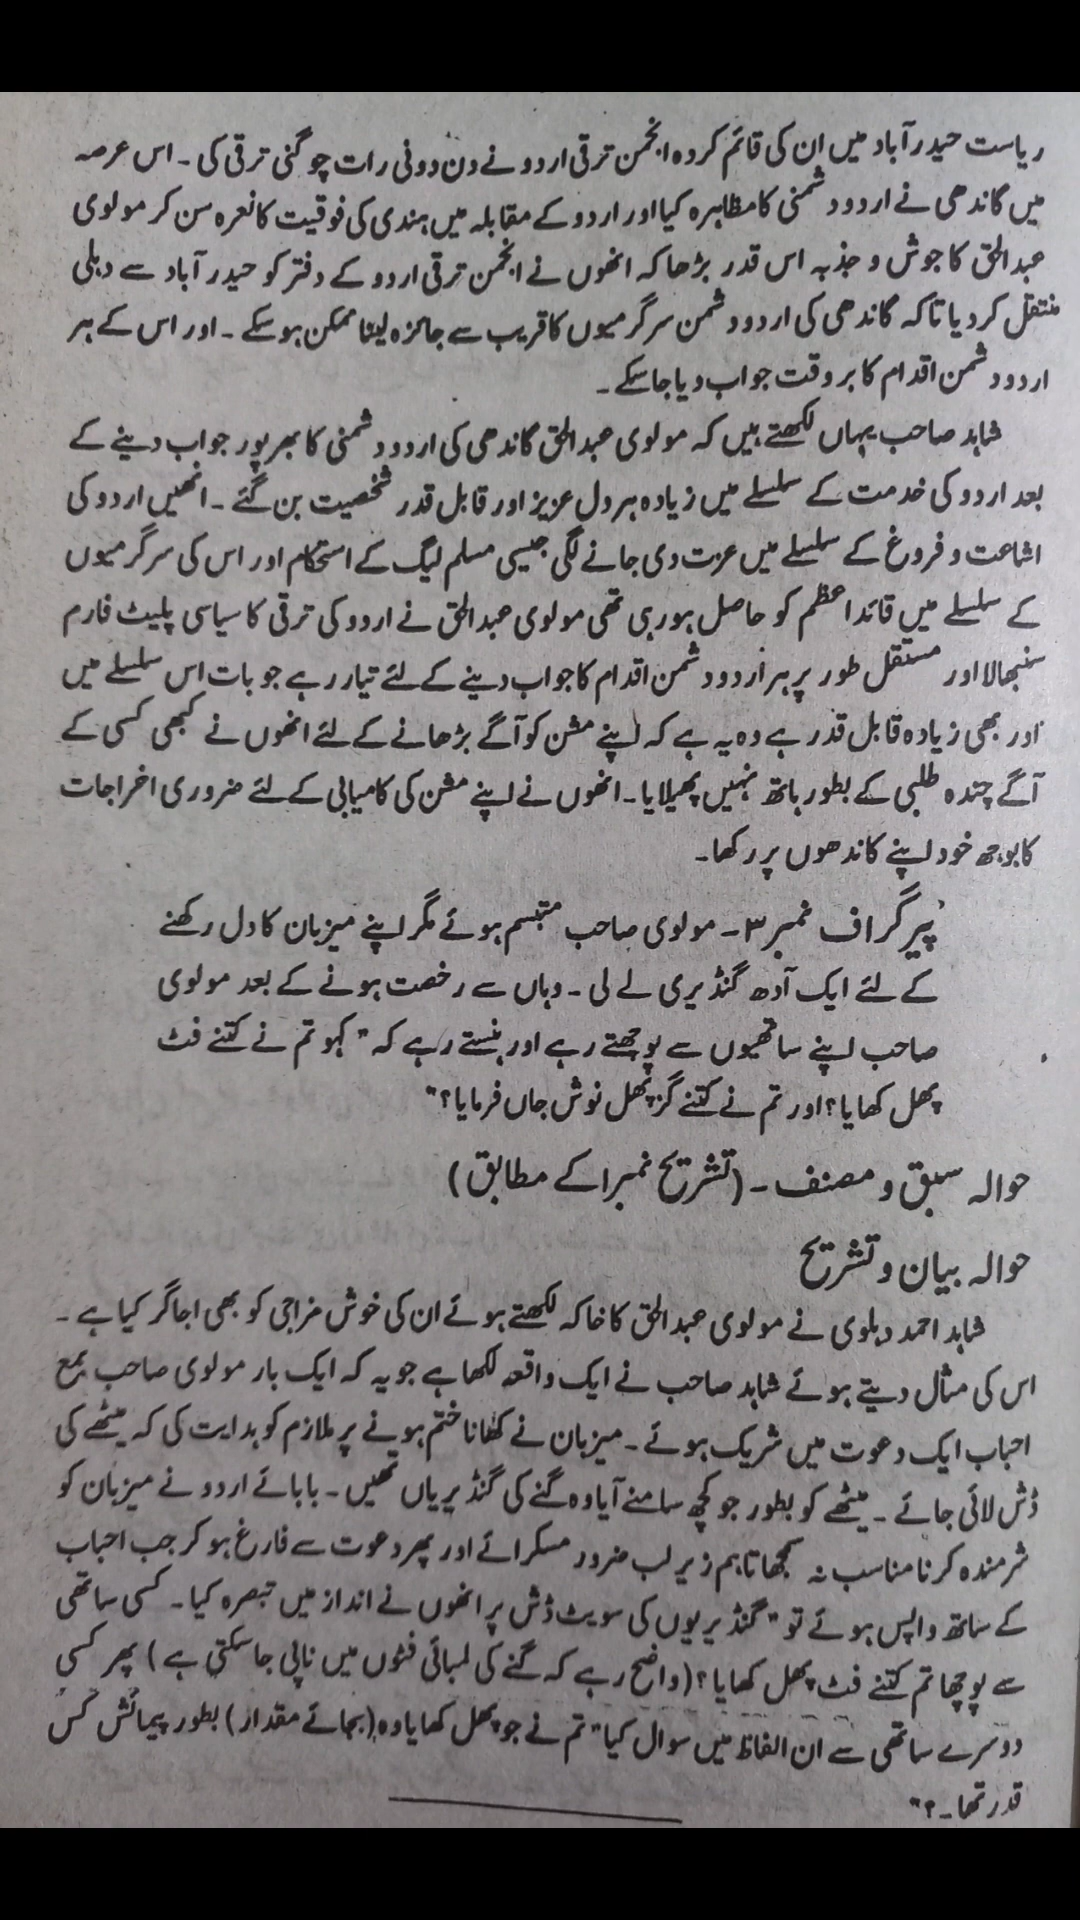 ریاست حیدرآباد میں ان کی قائم کردہ انجمن ترقی اردو نے دن دونی رات چوگنی ترقی کی ۔ اس عرصہ
میں گاندھی نے اردو دشمنی کا مظاہرہ کیا اور اردو کے مقابلہ میں ہندی کی فوقیت کا نعرہ سن کر مولوی
عبدالحق کا جوش و جذبہ اس قدر بڑھا کہ انھوں نے انجمن ترقی اردو کے دفتر کو حیدر آباد سے دہلی
منتقل کر دیا تاکہ گاندھی کی اردو دشمن سرگرمیوں کا قریب سے جائزہ لینا ممکن ہو سکے ۔ اور اس کے ہر
اردو دشمن اقدام کا بر وقت جواب دیا جا سکے ۔
شاہد صاحب یہاں لکھتے ہیں کہ مولوی عبدالحق گاندھی کی اردو دشمنی کا بھرپور جواب دینے کے
بعد اردو کی خدمت کے سلسلے میں زیادہ ہر دل عزیز اور قابل قدر شخصیت بن گئے ۔ انھیں اردو کی
اشاعت و فروغ کے سلسلے میں عزت دی جانے لگی جیسی مسلم لیگ کے استحکام اور اس کی سرگرمیوں
کے سلسلے میں قائداعظم کو حاصل ہو رہی تھی مولوی عبدالحق نے اردو کی ترقی کا سیاسی پلیٹ فارم
سنبھالا اور مستقل طور پر ہر اردو دشمن اقدام کا جواب دینے کے لئے تیار رہے جو بات اس سلسلے میں
اور بھی زیادہ قابل قدر ہے وہ یہ ہے کہ اپنے مشن کو آگے بڑھانے کے لئے انھوں نے کبھی کسی کے
آگے چندہ طلبی کے بطور ہاتھ نہیں پھیلایا۔ انھوں نے اپنے مشن کی کامیابی کے لئے ضروری اخراجات
کا بوجھ خود اپنے کاندھوں پر رکھا۔
پیرگراف نمبر ۳ ۔ مولوی صاحب متبسم ہوئے مگر اپنے میزبان کا دل رکھنے
کے لئے ایک آدھ گنڈیری لے لی ۔ وہاں سے رخصت ہونے کے بعد مولوی
صاحب اپنے ساتھیوں سے پوچھتے رہے اور ہنستے رہے کہ " کہو تم نے کتنے فٹ
پھل کھایا؟ اور تم نے کتنے گز پھل نوش جاں فرمایا؟"
حوالہ سبق و مصنف ۔ (تشریح نمبر ا کے مطابق)
حوالہ بیان و تشریح
شاہد احمد دہلوی نے مولوی عبدالحق کا خاکہ لکھتے ہوئے ان کی خوش مزاجی کو بھی اجاگر کیا ہے ۔
اس کی مثال دیتے ہوئے شاہد صاحب نے ایک واقعہ لکھا ہے جو یہ کہ ایک بار مولوی صاحب بمع
احباب ایک دعوت میں شریک ہوئے ۔ میزبان نے کھانا ختم ہونے پر ملازم کو ہدایت کی کہ میٹھے کی
ڈش لائی جائے ۔ میٹھے کو بطور جو کچھ سامنے آیا وہ گنے کی گنڈیریاں تھیں ۔ بابائے اردو نے میزبان کو
شرمندہ کرنا مناسب نہ سمجھا تاہم زیر لب ضرور مسکرائے اور پھر دعوت سے فارغ ہو کر جب احباب
کے ساتھ واپس ہوئے تو " گنڈیریوں کی سویٹ ڈش پر انھوں نے انداز میں تبصرہ کیا ۔ کسی ساتھی
سے پوچھا تم کتنے فٹ پھل کھایا؟ (واضح رہے کہ گنے کی لمبائی فٹوں میں ناپی جا سکتی ہے) پھر کسی
دوسرے ساتھی سے ان الفاظ میں سوال کیا " تم نے جو پھل کھایا وہ (بجائے مقدار) بطور پیمائش کس
قدر تھا ۔؟"